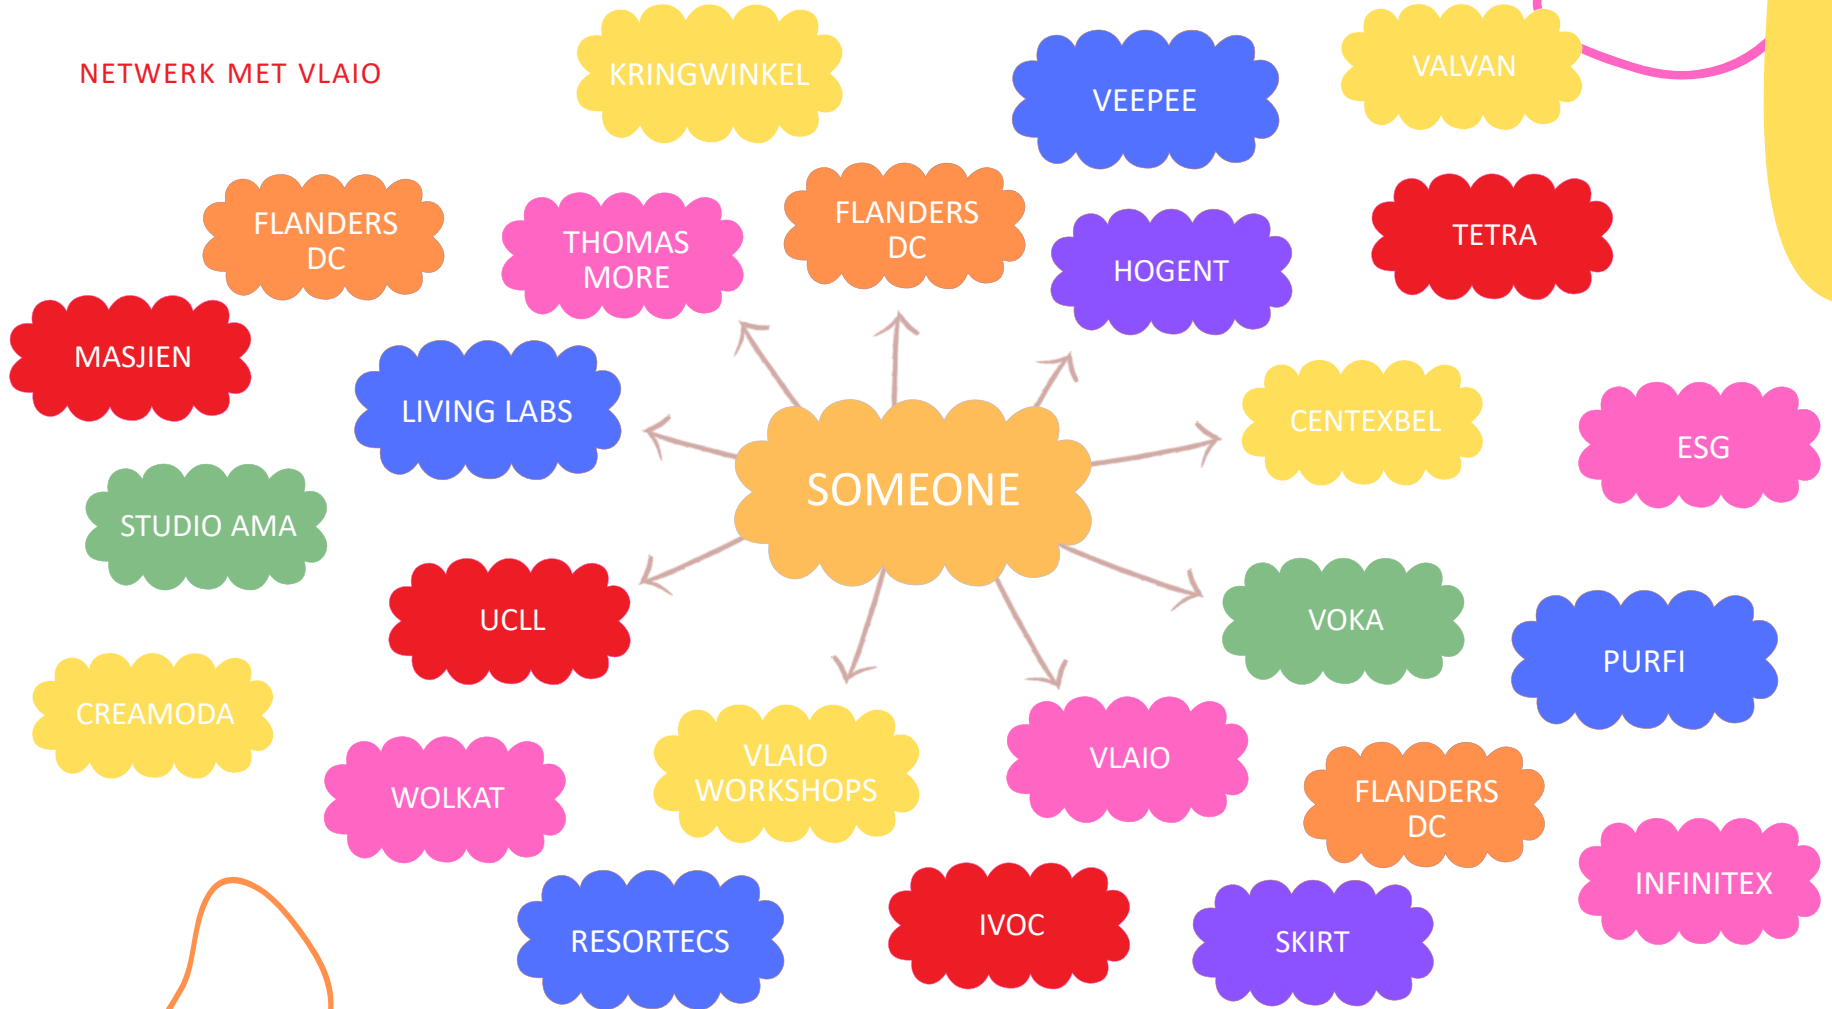 NETWERK MET VLAIO
KRINGWINKEL
VEEPEE
VALVAN
FLANDERS
DC
THOMAS
MORE
FLANDERS
DC
HOGENT
TETRA
MASJIEN
LIVING LABS
CENTEXBEL
ESG
SOMEONE
STUDIO AMA
UCLL
VOKA
PURFI
CREAMODA
WOLKAT
VLAIO
WORKSHOPS
VLAIO
FLANDERS
DC
INFINITEX
RESORTECS
IVOC
SKIRT